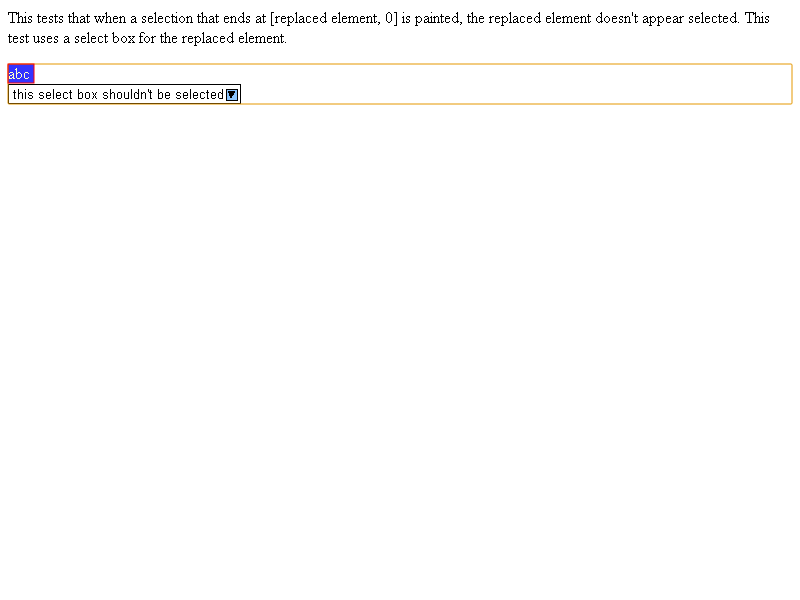 This tests that when a selection that ends at [replaced element, 0] is painted, the replaced element doesn't appear selected. This
test uses a select box for the replaced element.
abc
this select box shouldn't be selected